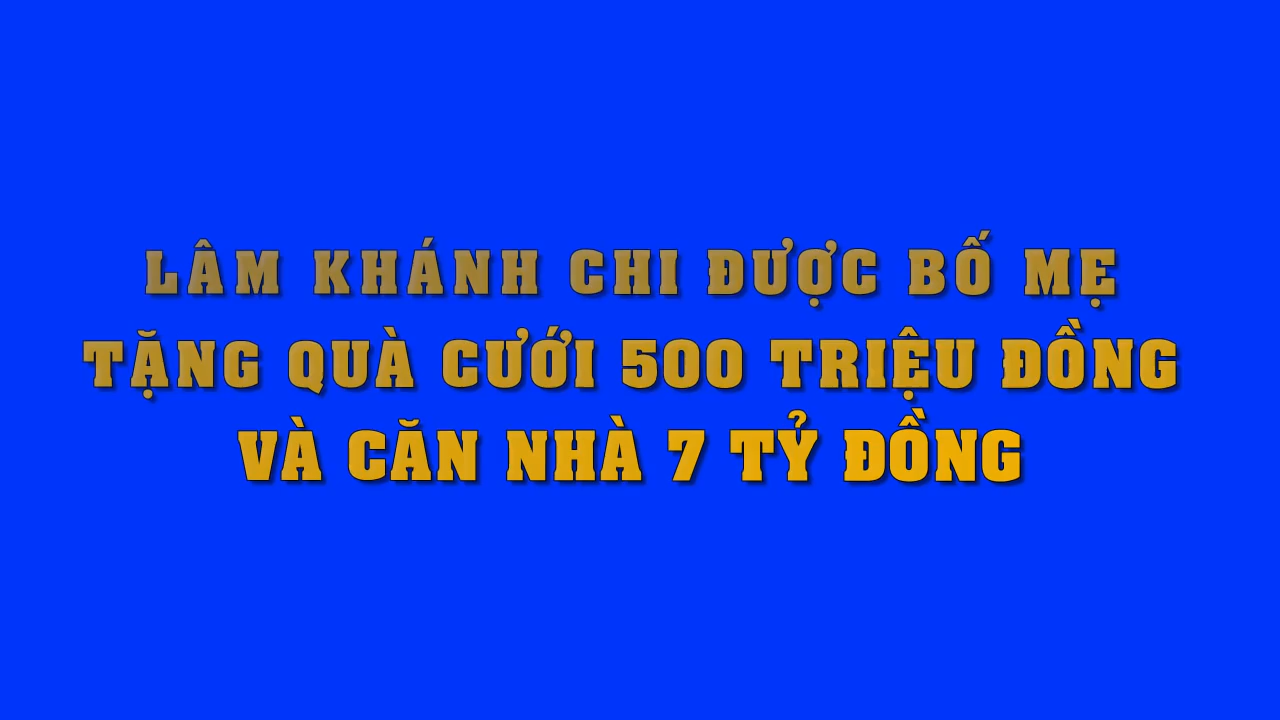 LÂM KHÁNH CHI ĐƯỢC BỐ MẸ
TẶNG QUÀ CƯỚI 500 TRIỆU ĐỒNG
VÀ CĂN NHÀ 7 TỶ ĐỒNG